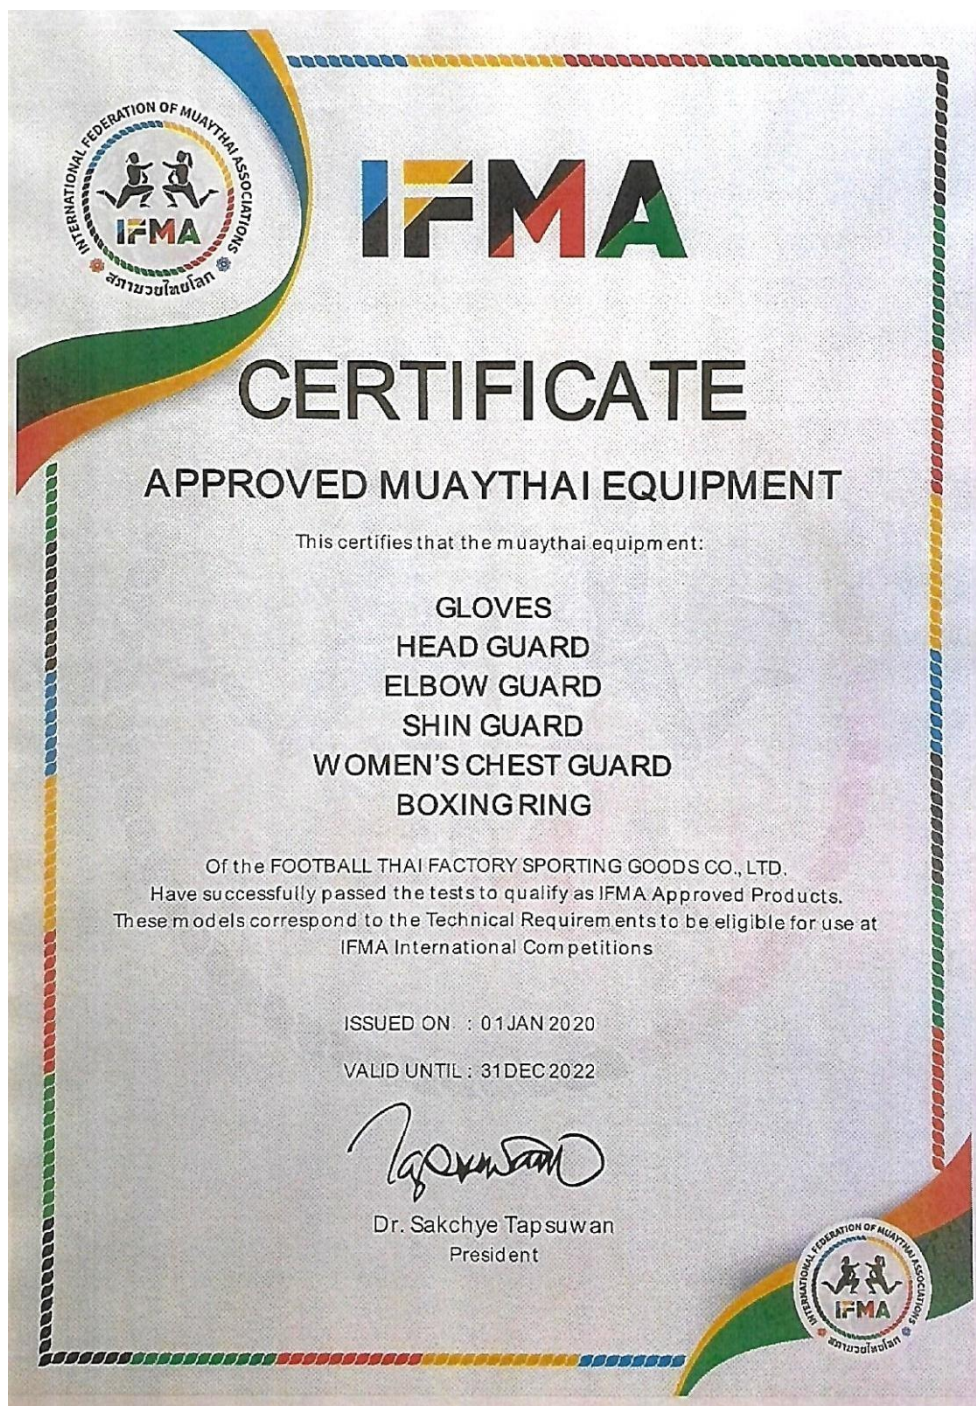 INTERNATIONAL FEDERATION OF MUAYTHAI ASSOCIATIONS
IFMA
สภามวยไทยโลก
IFMA
CERTIFICATE
APPROVED MUAYTHAI EQUIPMENT
This certifies that the muaythai equipment:
GLOVES
HEAD GUARD
ELBOW GUARD
SHIN GUARD
WOMEN'S CHEST GUARD
BOXING RING
Of the FOOTBALL THAI FACTORY SPORTING GOODS CO., LTD.
Have successfully passed the tests to qualify as IFMA Approved Products.
These models correspond to the Technical Requirements to be eligible for use at
IFMA International Competitions
ISSUED ON : 01 JAN 2020
VALID UNTIL : 31 DEC 2022
Dr. Sakchye Tapsuwan
President
INTERNATIONAL FEDERATION OF MUAYTHAI ASSOCIATIONS
IFMA
สภามวยไทยโลก